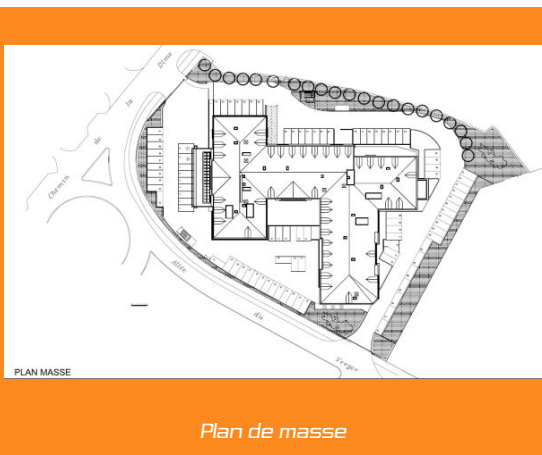 Chemin de la Dîme
Allée du Verger
PLAN MASSE
Plan de masse